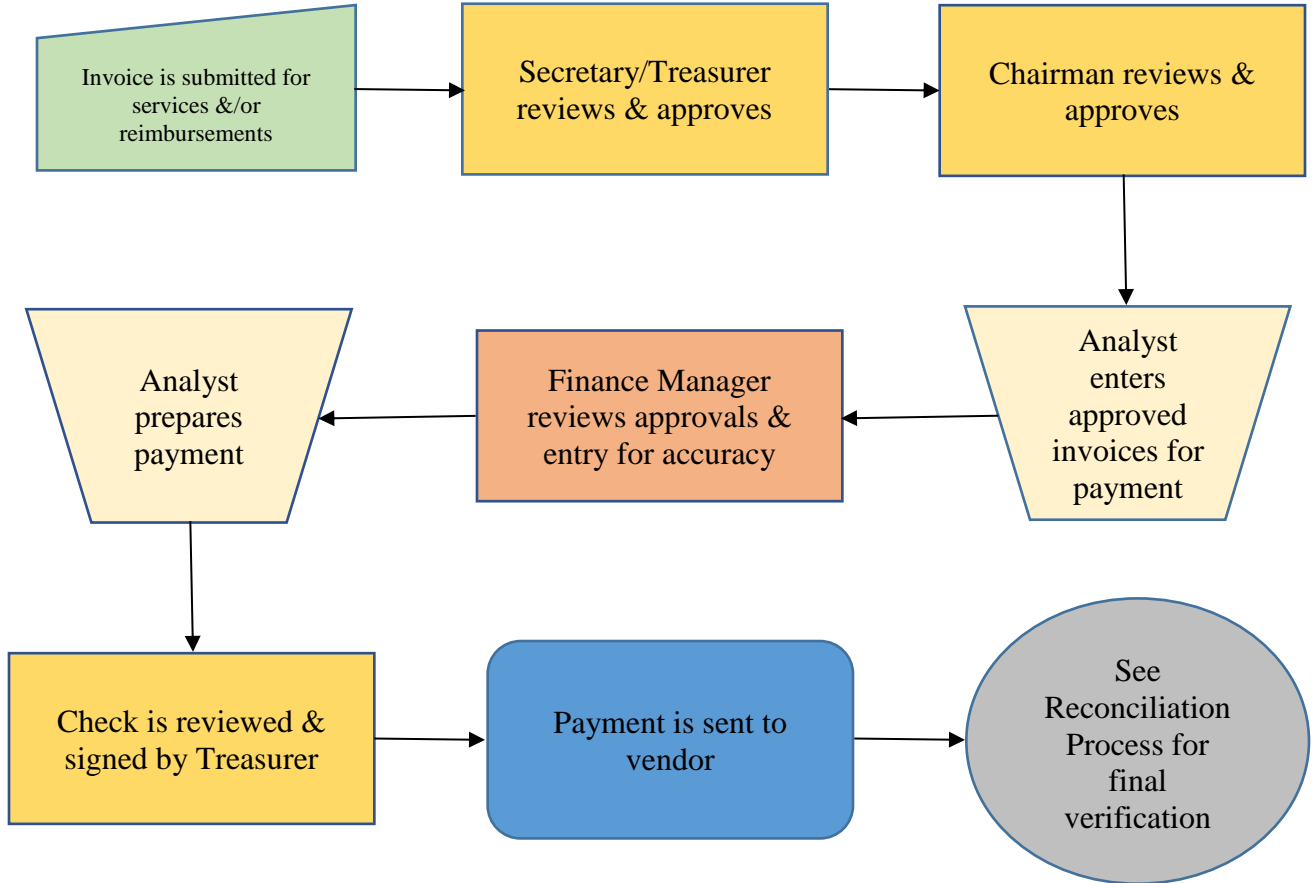 Invoice is submitted for
services &/or
reimbursements
Secretary/Treasurer
reviews & approves
Chairman reviews &
approves
Analyst
enters
approved
invoices for
payment
Finance Manager
reviews approvals &
entry for accuracy
Analyst
prepares
payment
Check is reviewed &
signed by Treasurer
Payment is sent to
vendor
See
Reconciliation
Process for
final
verification